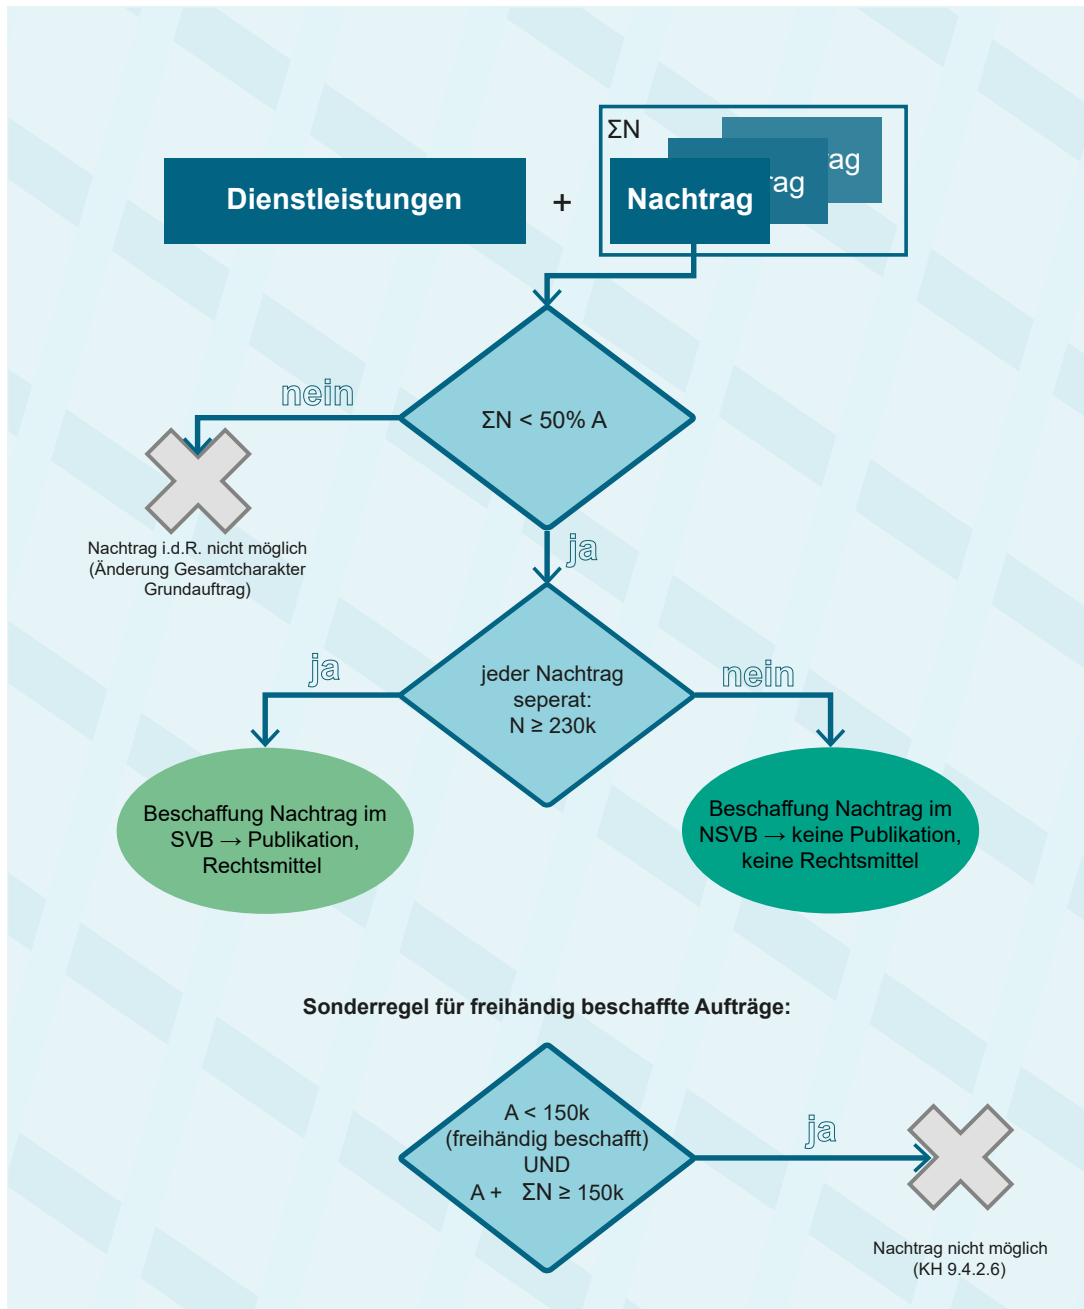 ΣN
ag
rag
Dienstleistungen
+
Nachtrag
nein
ΣN < 50% A
Nachtrag i.d.R. nicht möglich
(Änderung Gesamtcharakter
Grundauftrag)
ja
ja
nein
jeder Nachtrag
seperat:
N ≥ 230k
Beschaffung Nachtrag im
SVB → Publikation,
Rechtsmittel
Beschaffung Nachtrag im
NSVB → keine Publikation,
keine Rechtsmittel
Sonderregel für freihändig beschaffte Aufträge:
A < 150k
(freihändig beschafft)
UND
A + ΣN ≥ 150k
ja
Nachtrag nicht möglich
(KH 9.4.2.6)